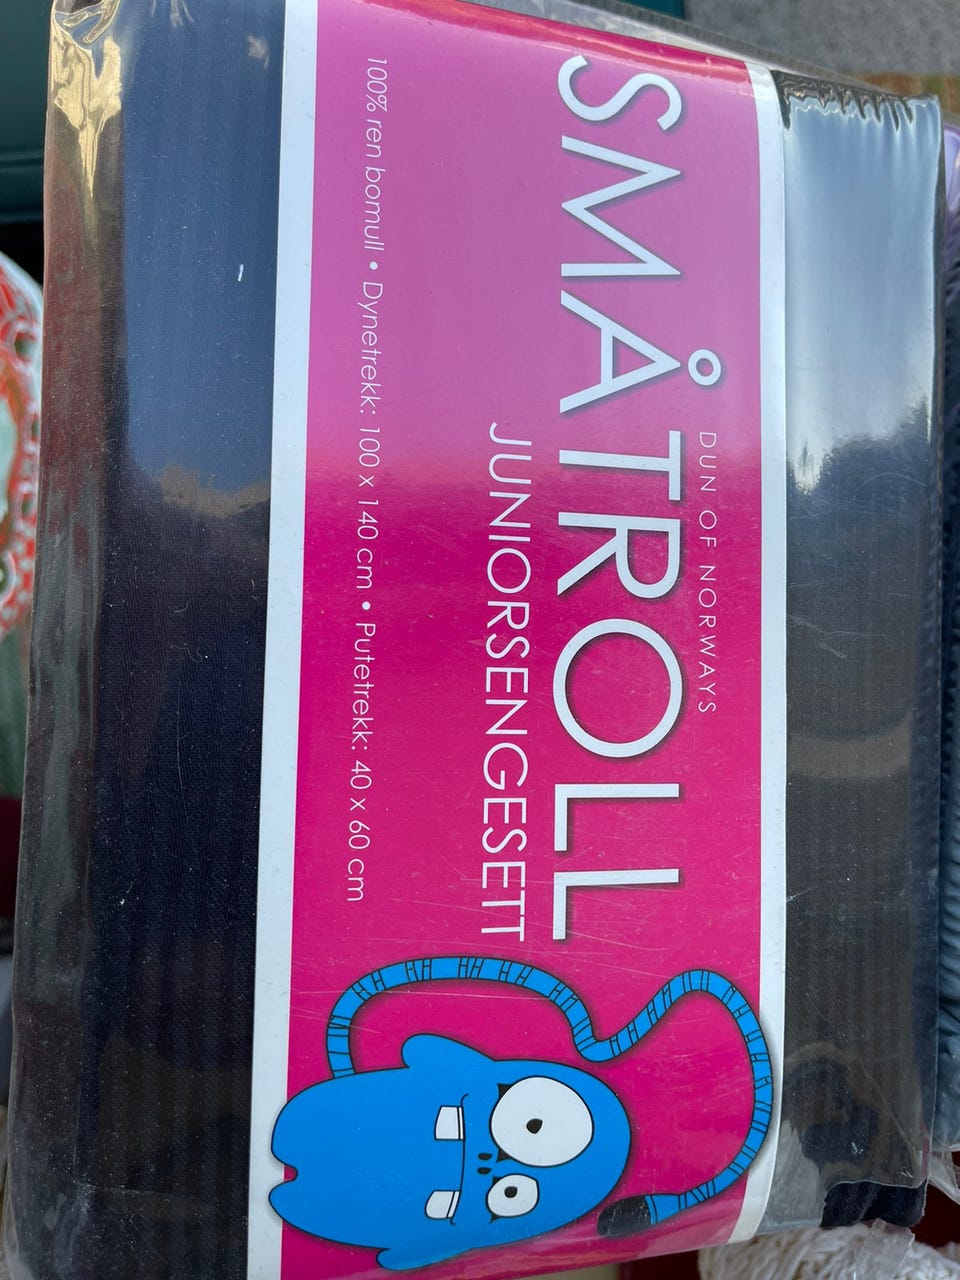 DUN OF NORWAYS
SMÅTROLL
JUNIORSENGESETT
100% ren bomull • Dynetrekk: 100 x 140 cm • Putetrekk: 40 x 60 cm